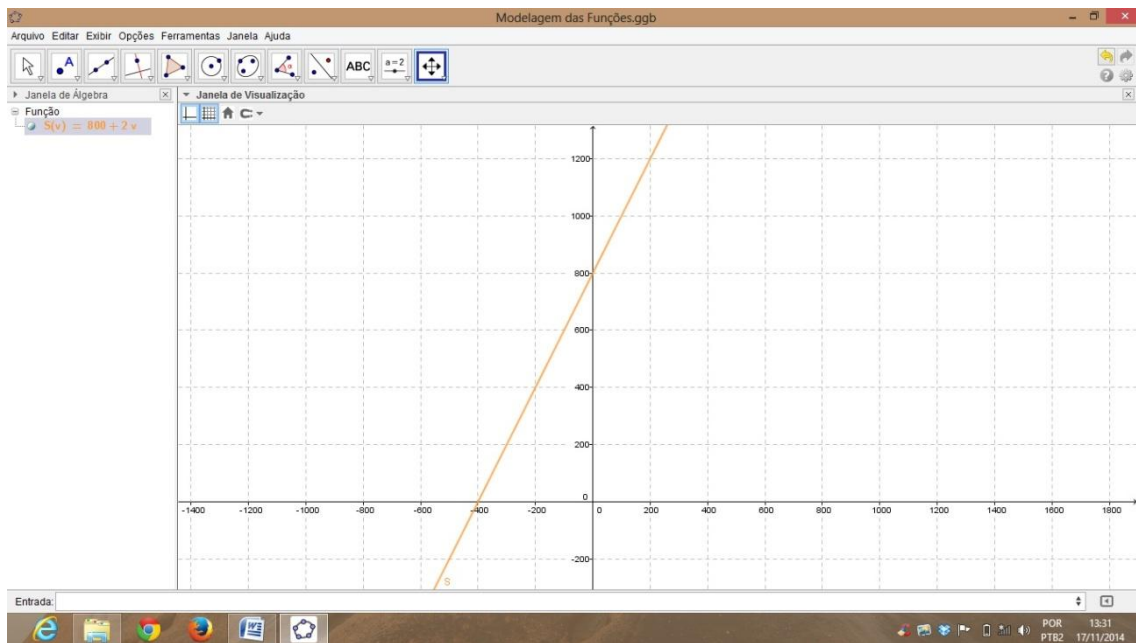 Modelagem das Funções.ggb
Arquivo Editar Exibir Opções Ferramentas Janela Ajuda
A ABC a=2
Janela de Álgebra
Janela de Visualização
Função
S(v) = 800 + 2 v
1200
1000
800
600
400
200
0
-1400 -1200 -1000 -800 -600 -400 -200 0 200 400 600 800 1000 1200 1400 1600 1800
-200
S
Entrada:
POR 13:31
PTB2 17/11/2014